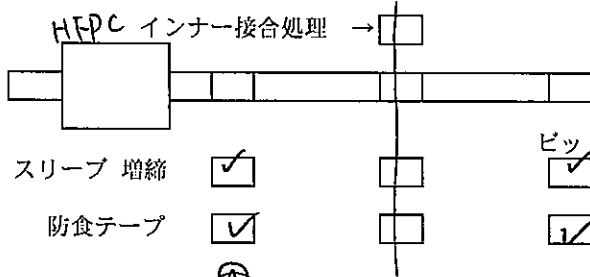 HFPC インナー接合処理 →
ピッ
スリーブ 増締 ✓ ✓
防食テープ ✓ ✓